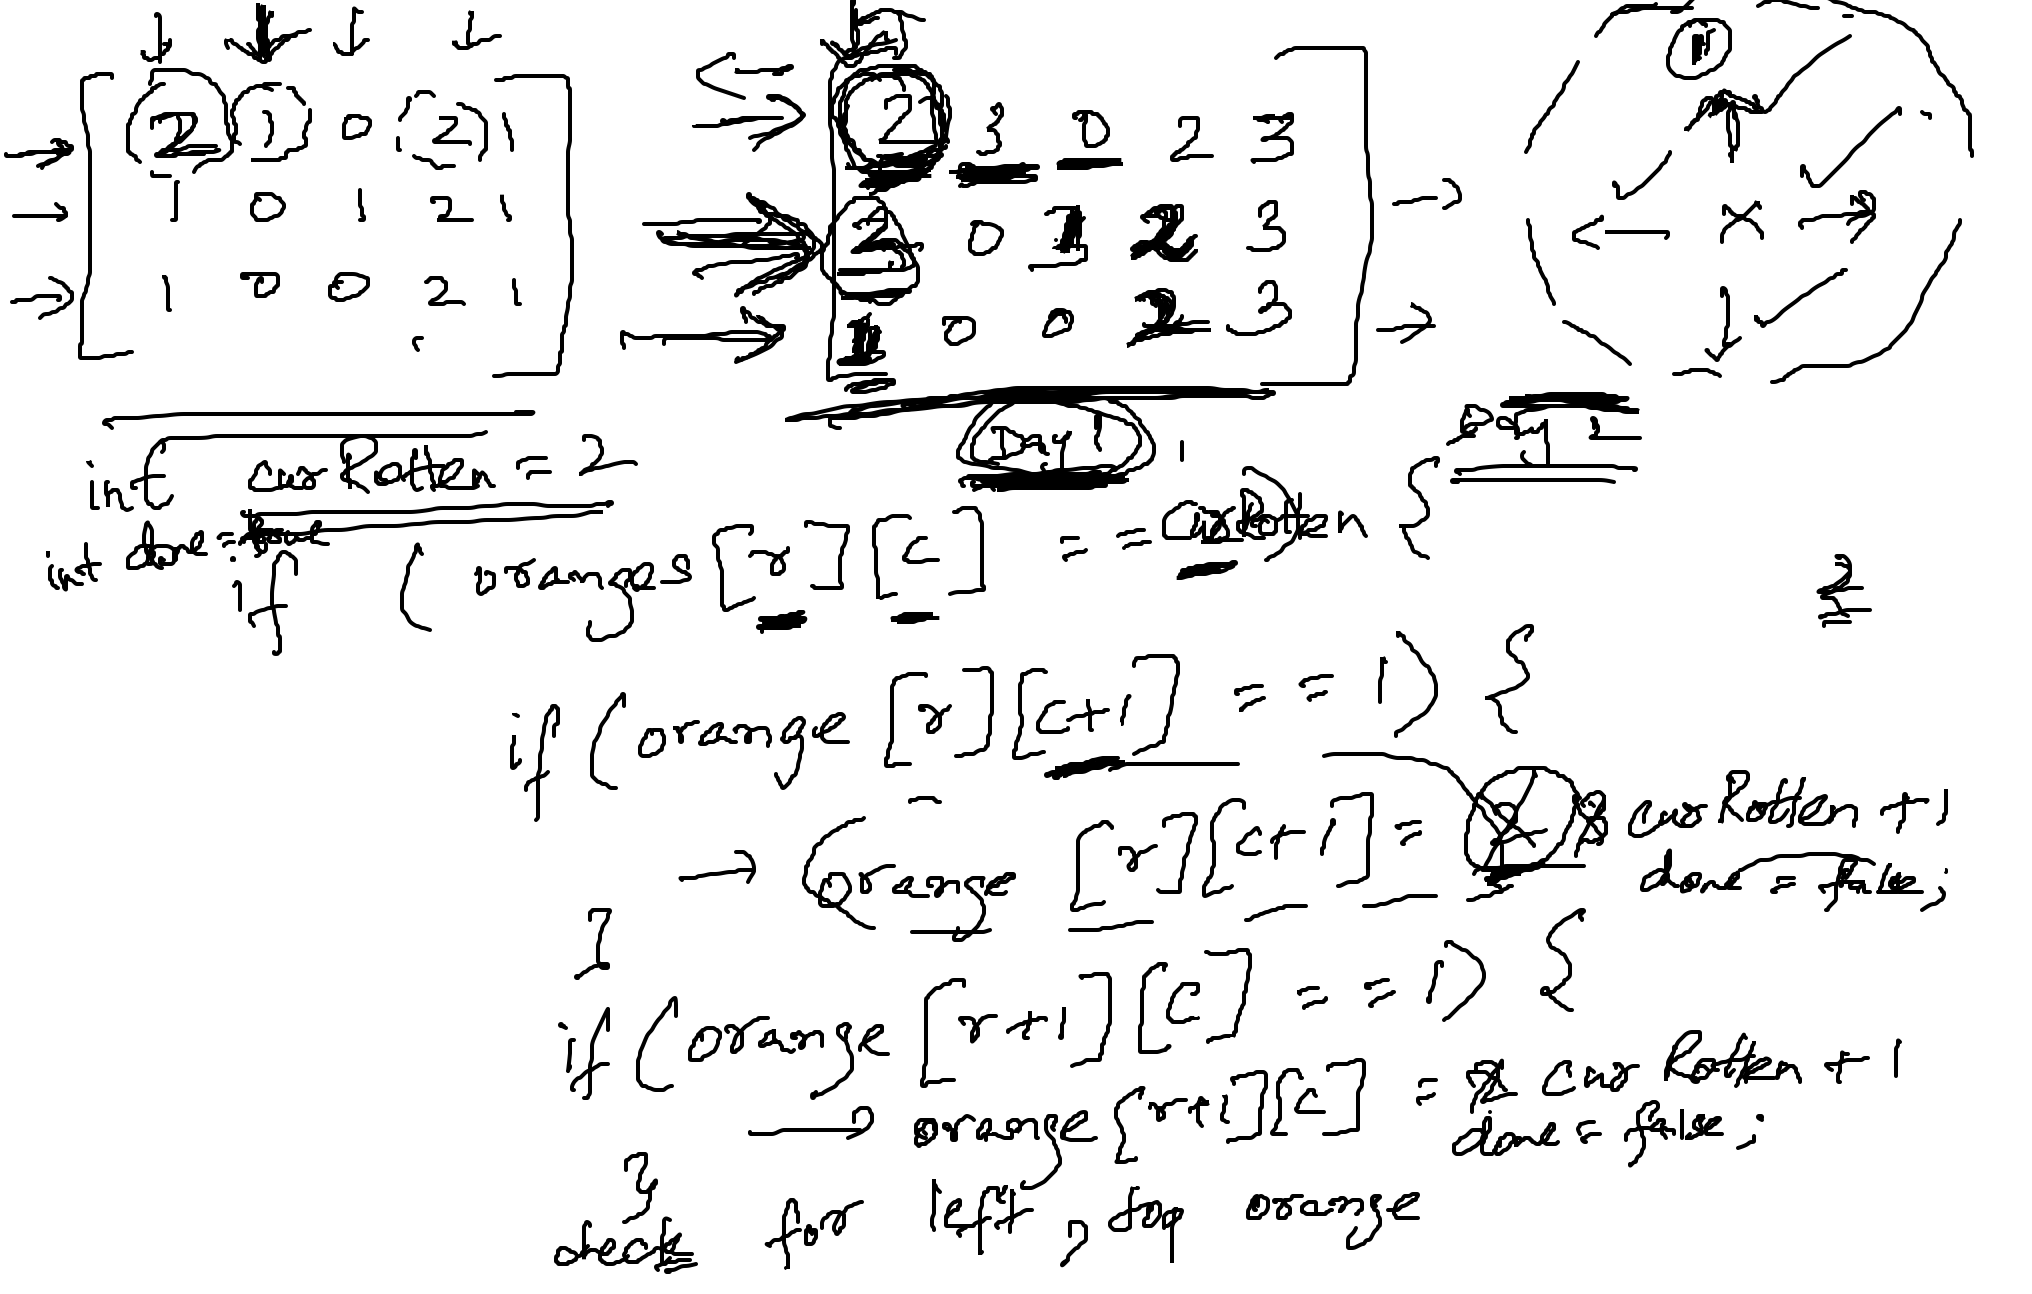 2 1 0 2 1
1 0 1 2 1
1 0 0 2 1
2 3 0 2 3
2 0 1 2 3
1 0 0 2 3
Day 1
Day 2
int curRotten = 2
int done = true
if ( oranges [r] [c] == curRotten ) {
2
if ( orange [r] [c+1] == 1) {
→ orange [r] [c+1] = curRotten + 1
done = false;
}
if ( orange [r+1] [c] == 1) {
→ orange [r+1] [c] = curRotten + 1
done = false;
}
check for left, top orange